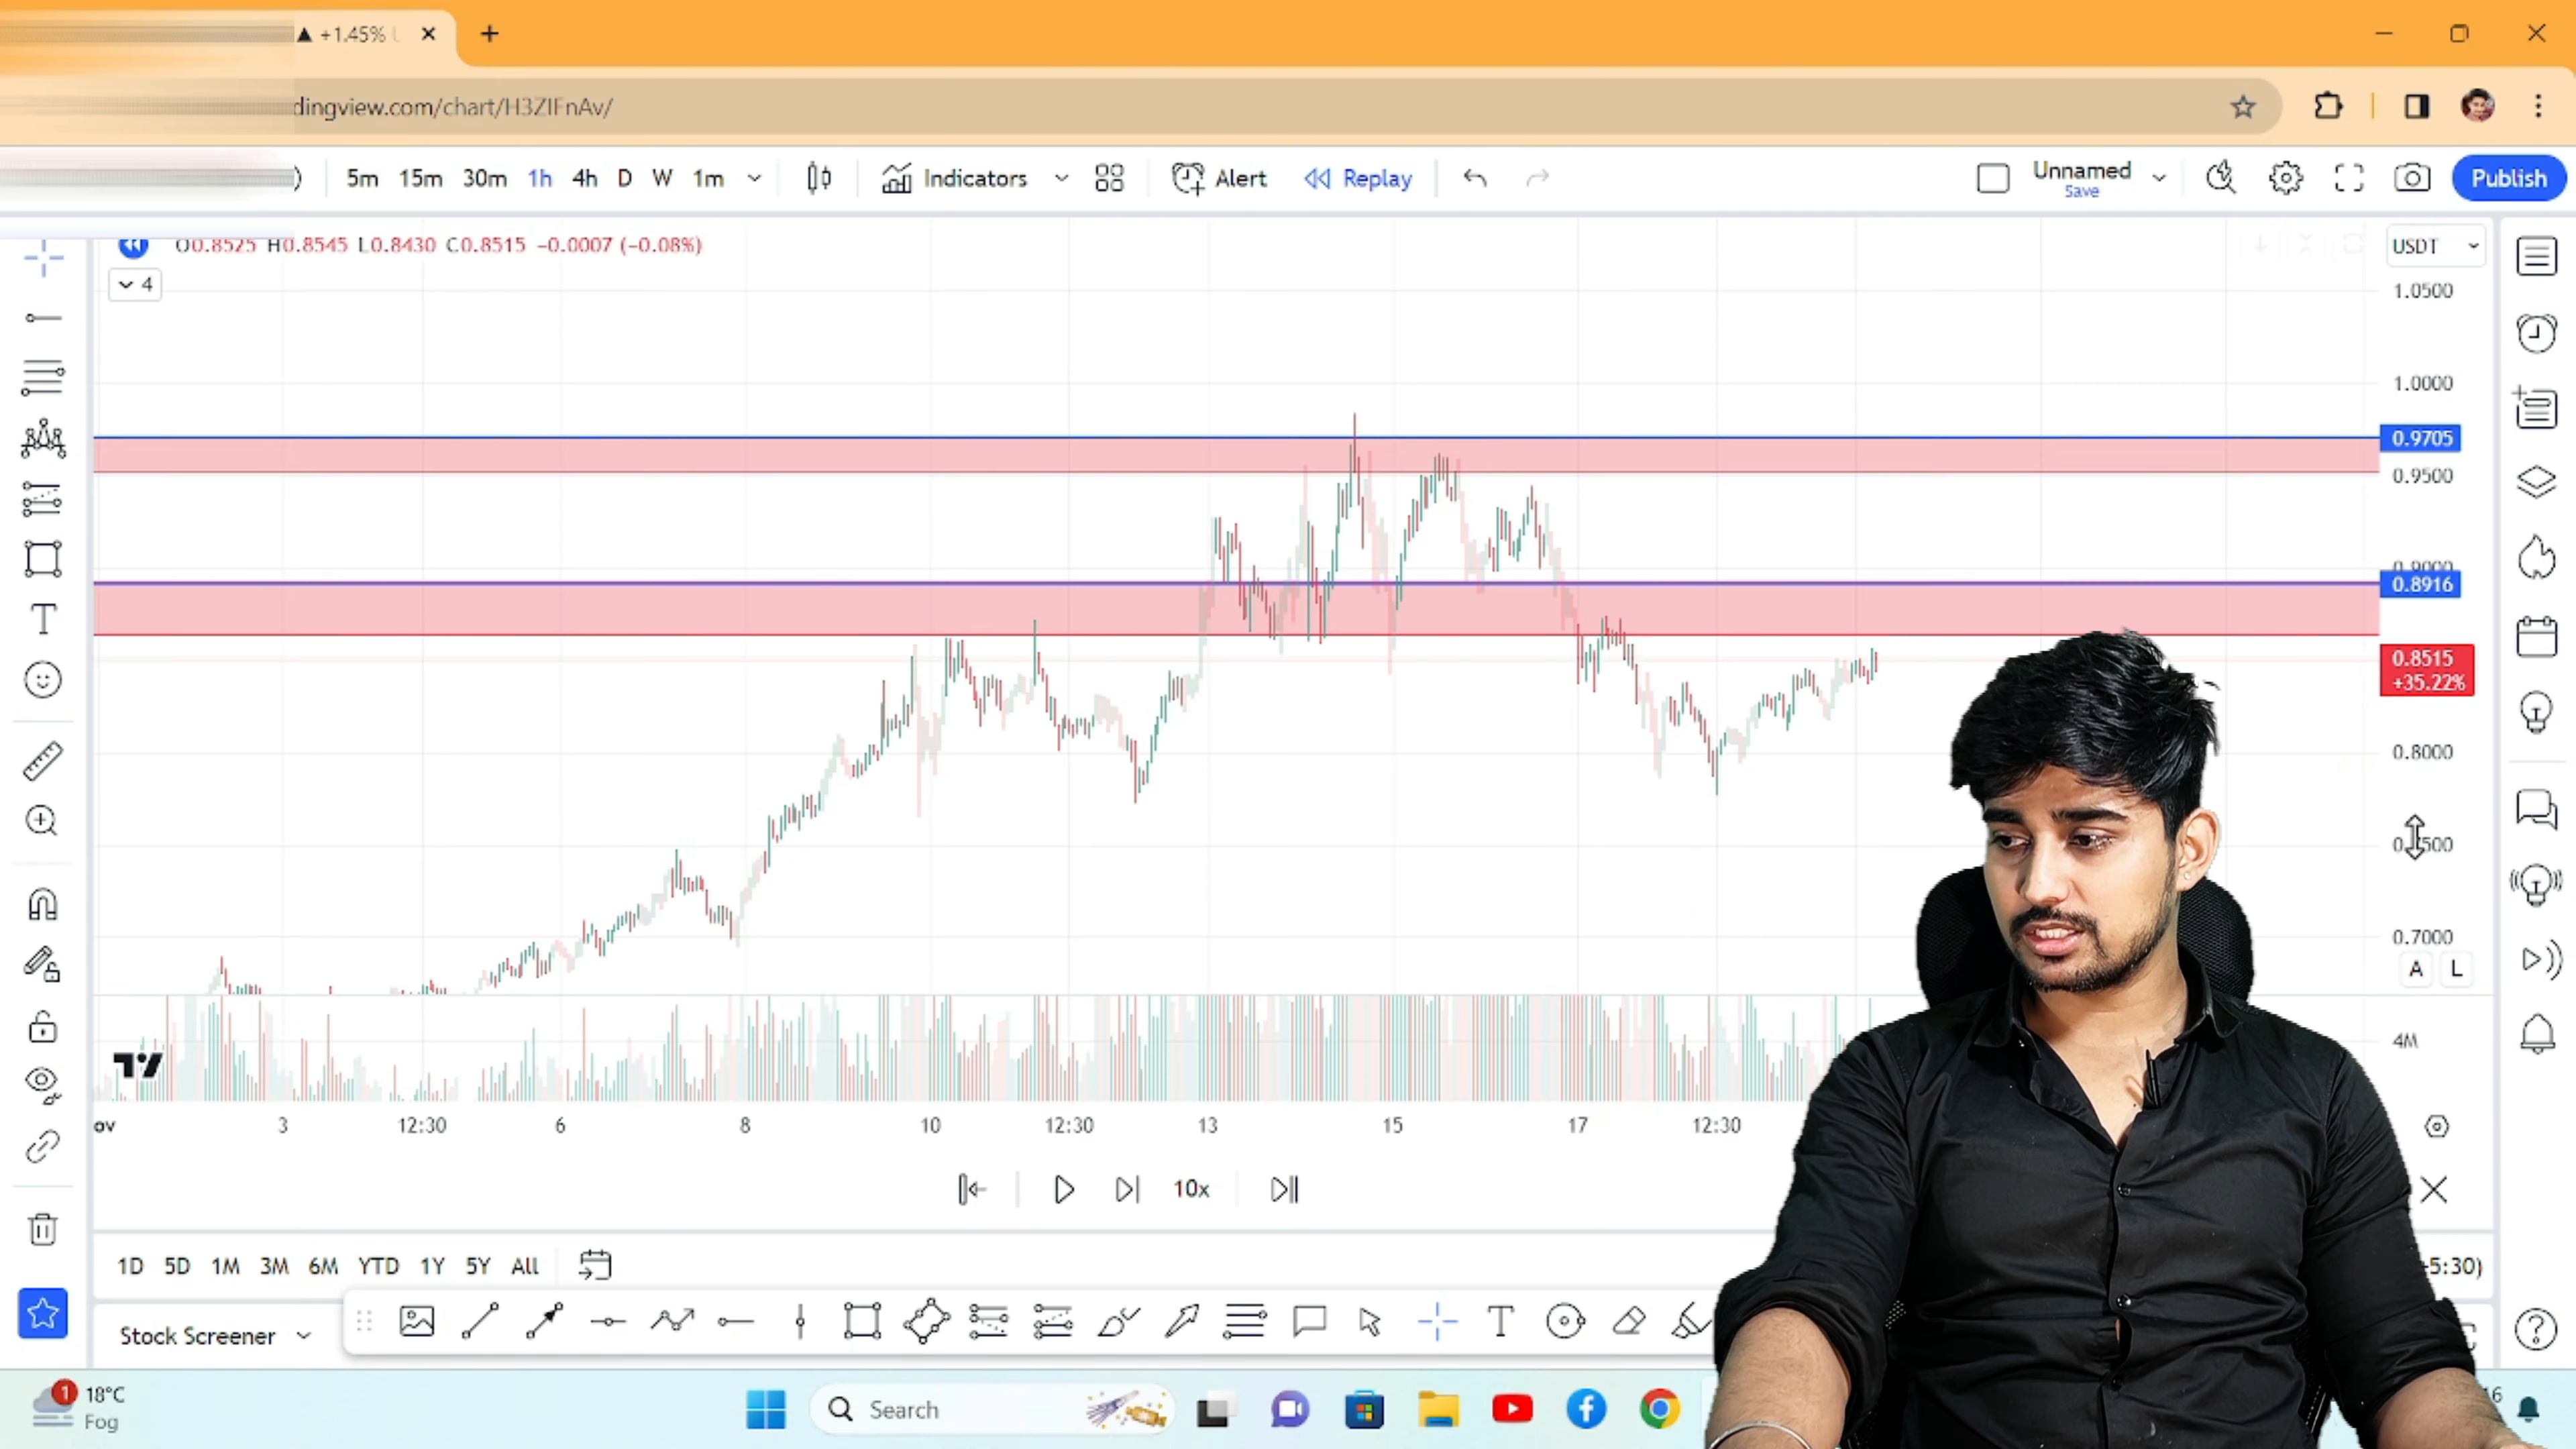 ▲ +1.45%
dingview.com/chart/H3ZIFnAv/
5m 15m 30m 1h 4h D W 1m Indicators Alert Replay Unnamed Save Publish
O0.8525 H0.8545 L0.8430 C0.8515 −0.0007 (−0.08%) USDT
4
1.0500
1.0000
0.9705
0.9500
0.8916
0.8515
+35.22%
0.8000
0.7000
A L
4M
ov 3 12:30 6 8 10 12:30 13 15 17 12:30
10x
1D 5D 1M 3M 6M YTD 1Y 5Y All 5:30)
Stock Screener T
1 18°C
Fog
Search
16